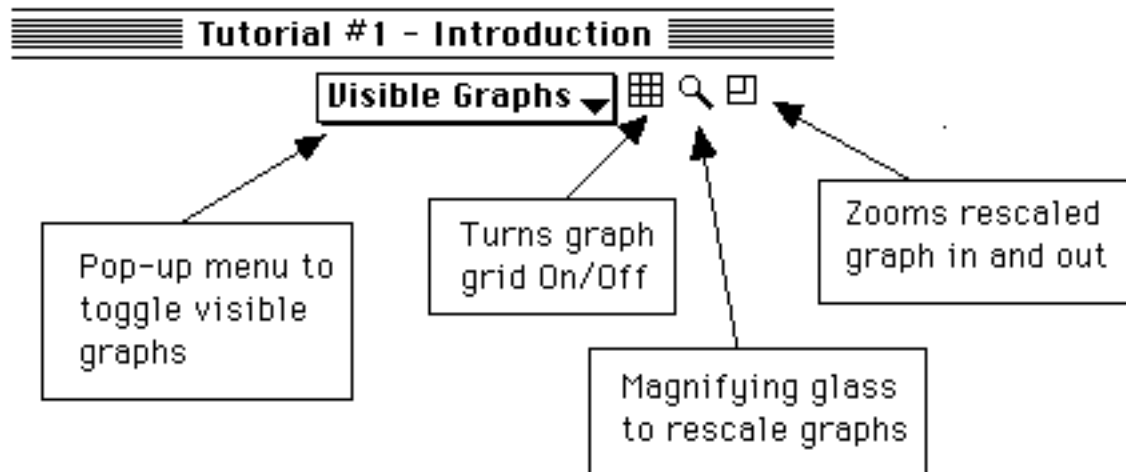 Tutorial #1 - Introduction
Visible Graphs
Pop-up menu to
toggle visible
graphs
Turns graph
grid On/Off
Magnifying glass
to rescale graphs
Zooms rescaled
graph in and out